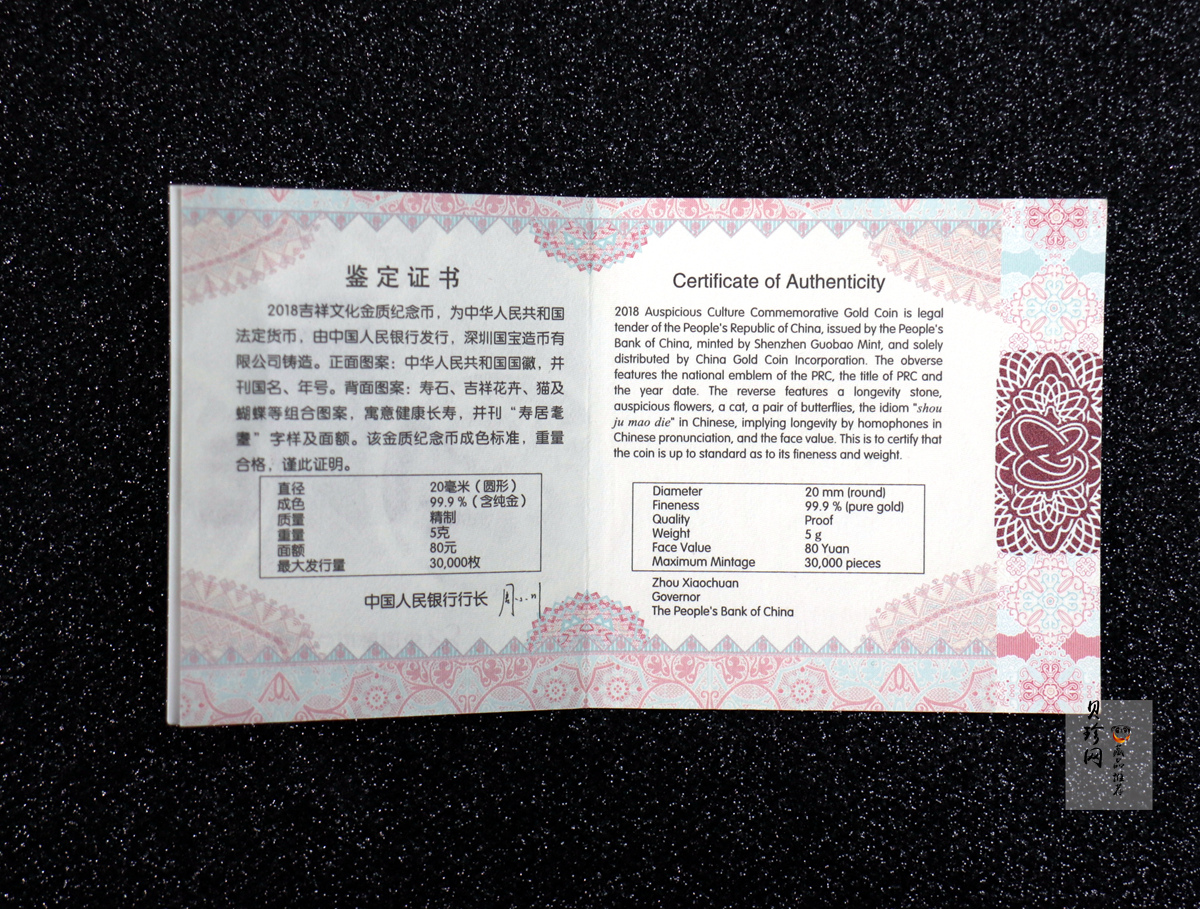 鉴定证书
2018吉祥文化金质纪念币，为中华人民共和国
法定货币，由中国人民银行发行，深圳国宝造币有
限公司铸造。正面图案：中华人民共和国国徽，并
刊国名、年号。背面图案：寿石、吉祥花卉、猫及
蝴蝶等组合图案，寓意健康长寿，并刊“寿居耄
耋”字样及面额。该金质纪念币成色标准，重量
合格，谨此证明。
直径 20毫米（圆形）
成色 99.9％（含纯金）
质量 精制
重量 5克
面额 80元
最大发行量 30,000枚
中国人民银行行长
Certificate of Authenticity
2018 Auspicious Culture Commemorative Gold Coin is legal
tender of the People's Republic of China, issued by the People's
Bank of China, minted by Shenzhen Guobao Mint, and solely
distributed by China Gold Coin Incorporation. The obverse
features the national emblem of the PRC, the title of PRC and
the year date. The reverse features a longevity stone,
auspicious flowers, a cat, a pair of butterflies, the idiom "shou
ju mao die" in Chinese, implying longevity by homophones in
Chinese pronunciation, and the face value. This is to certify that
the coin is up to standard as to its fineness and weight.
Diameter 20 mm (round)
Fineness 99.9 % (pure gold)
Quality Proof
Weight 5 g
Face Value 80 Yuan
Maximum Mintage 30,000 pieces
Zhou Xiaochuan
Governor
The People's Bank of China
贝珍网
藏品推荐